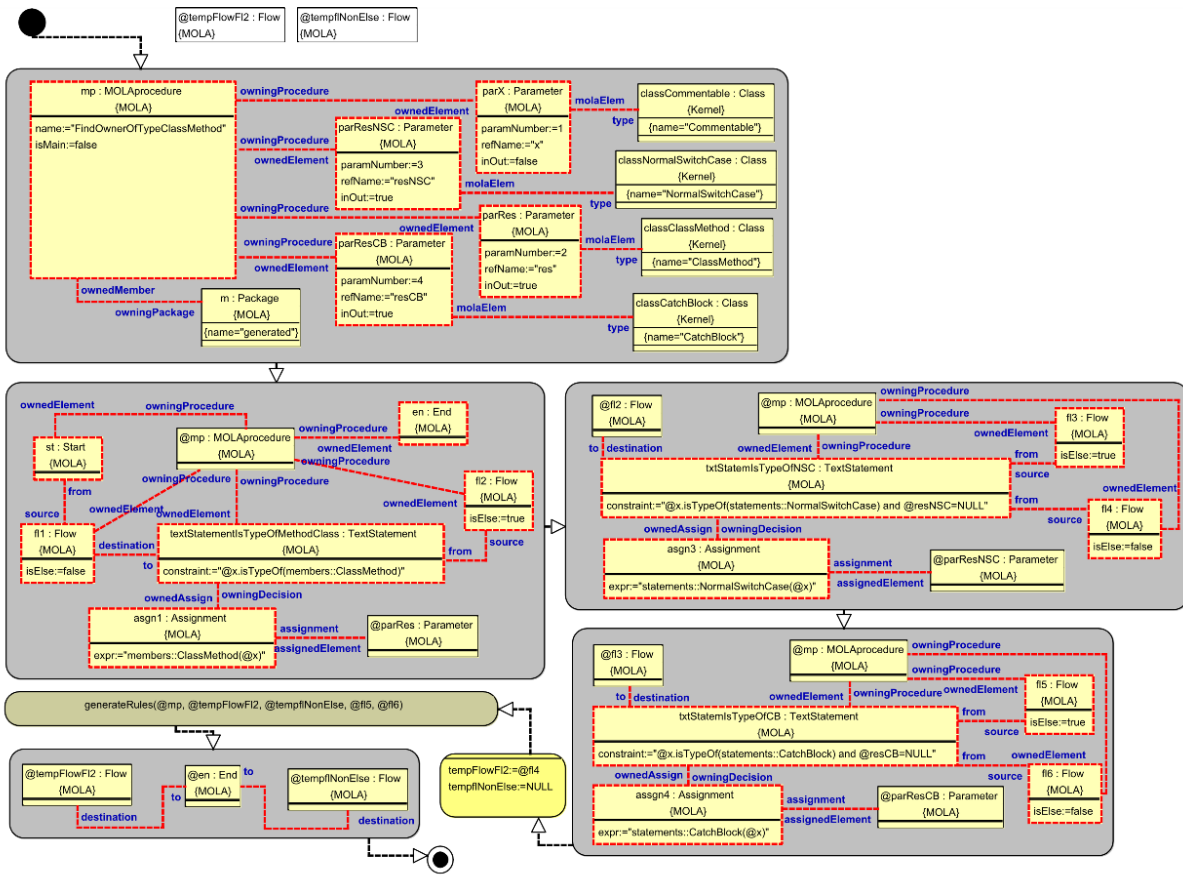 @tempFlowFl2 : Flow
{MOLA}
@tempflNonElse : Flow
{MOLA}
mp : MOLAprocedure
{MOLA}
name:="FindOwnerOfTypeClassMethod"
isMain:=false
owningProcedure
ownedElement
parX : Parameter
{MOLA}
paramNumber:=1
refName:="x"
inOut:=false
molaElem
type
classCommentable : Class
{Kernel}
{name="Commentable"}
owningProcedure
ownedElement
parResNSC : Parameter
{MOLA}
paramNumber:=3
refName:="resNSC"
inOut:=true
molaElem
type
classNormalSwitchCase : Class
{Kernel}
{name="NormalSwitchCase"}
owningProcedure
ownedElement
parRes : Parameter
{MOLA}
paramNumber:=2
refName:="res"
inOut:=true
molaElem
type
classClassMethod : Class
{Kernel}
{name="ClassMethod"}
owningProcedure
ownedElement
parResCB : Parameter
{MOLA}
paramNumber:=4
refName:="resCB"
inOut:=true
molaElem
type
classCatchBlock : Class
{Kernel}
{name="CatchBlock"}
ownedMember
owningPackage
m : Package
{MOLA}
{name="generated"}
ownedElement
owningProcedure
st : Start
{MOLA}
@mp : MOLAprocedure
{MOLA}
en : End
{MOLA}
owningProcedure
ownedElement
owningProcedure
owningProcedure
owningProcedure
from
source
ownedElement
ownedElement
ownedElement
fl2 : Flow
{MOLA}
isElse:=true
fl1 : Flow
{MOLA}
isElse:=false
destination
to
textStatementIsTypeOfMethodClass : TextStatement
{MOLA}
constraint:="@x.isTypeOf(members::ClassMethod)"
from
source
ownedAssign
owningDecision
asgn1 : Assignment
{MOLA}
expr:="members::ClassMethod(@x)"
assignment
assignedElement
@parRes : Parameter
{MOLA}
@fl2 : Flow
{MOLA}
to
destination
@mp : MOLAprocedure
{MOLA}
owningProcedure
owningProcedure
ownedElement
owningProcedure
ownedElement
fl3 : Flow
{MOLA}
isElse:=true
txtStatemIsTypeOfNSC : TextStatement
{MOLA}
constraint:="@x.isTypeOf(statements::NormalSwitchCase) and @resNSC=NULL"
from
source
from
source
ownedElement
fl4 : Flow
{MOLA}
isElse:=false
ownedAssign
owningDecision
asgn3 : Assignment
{MOLA}
expr:="statements::NormalSwitchCase(@x)"
assignment
assignedElement
@parResNSC : Parameter
{MOLA}
@fl3 : Flow
{MOLA}
to
destination
@mp : MOLAprocedure
{MOLA}
owningProcedure
owningProcedure
ownedElement
owningProcedure
ownedElement
fl5 : Flow
{MOLA}
isElse:=true
txtStatemIsTypeOfCB : TextStatement
{MOLA}
constraint:="@x.isTypeOf(statements::CatchBlock) and @resCB=NULL"
from
source
from
source
ownedElement
fl6 : Flow
{MOLA}
isElse:=false
ownedAssign
owningDecision
assgn4 : Assignment
{MOLA}
expr:="statements::CatchBlock(@x)"
assignment
assignedElement
@parResCB : Parameter
{MOLA}
tempFlowFl2:=@fl4
tempflNonElse:=NULL
generateRules(@mp, @tempFlowFl2, @tempflNonElse, @fl5, @fl6)
@tempFlowFl2 : Flow
{MOLA}
destination
to
@en : End
{MOLA}
to
@tempflNonElse : Flow
{MOLA}
destination